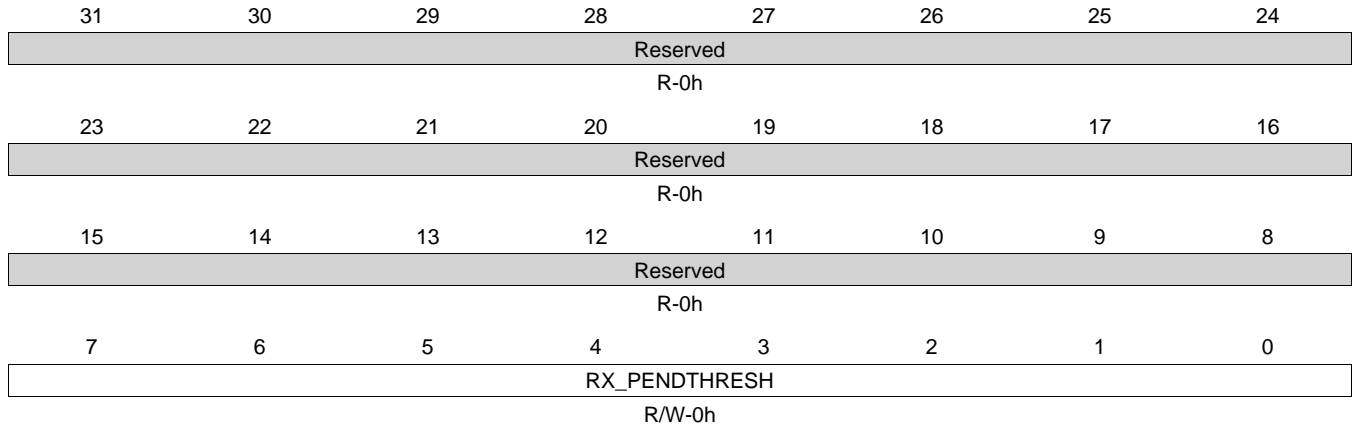 31 30 29 28 27 26 25 24
Reserved
R-0h
23 22 21 20 19 18 17 16
Reserved
R-0h
15 14 13 12 11 10 9 8
Reserved
R-0h
7 6 5 4 3 2 1 0
RX_PENDTHRESH
R/W-0h